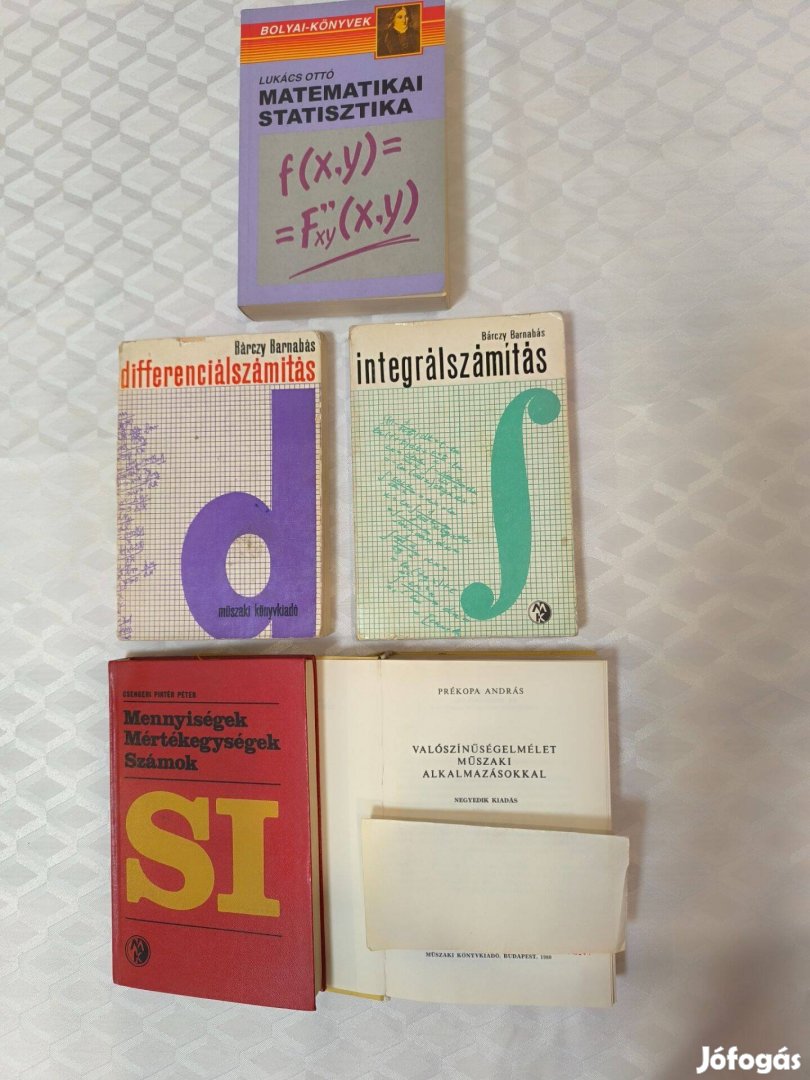 BOLYAI-KÖNYVEK
LUKÁCS OTTÓ
MATEMATIKAI
STATISZTIKA
f(x,y)=
=F''xy(x,y)
Bárczy Barnabás
differenciálszámítás
műszaki könyvkiadó
Bárczy Barnabás
integrálszámítás
MK
CSENGERI PINTÉR PÉTER
Mennyiségek
Mértékegységek
Számok
SI
MK
PRÉKOPA ANDRÁS
VALÓSZÍNŰSÉGELMÉLET
MŰSZAKI
ALKALMAZÁSOKKAL
NEGYEDIK KIADÁS
MŰSZAKI KÖNYVKIADÓ, BUDAPEST, 1980
Jófogás